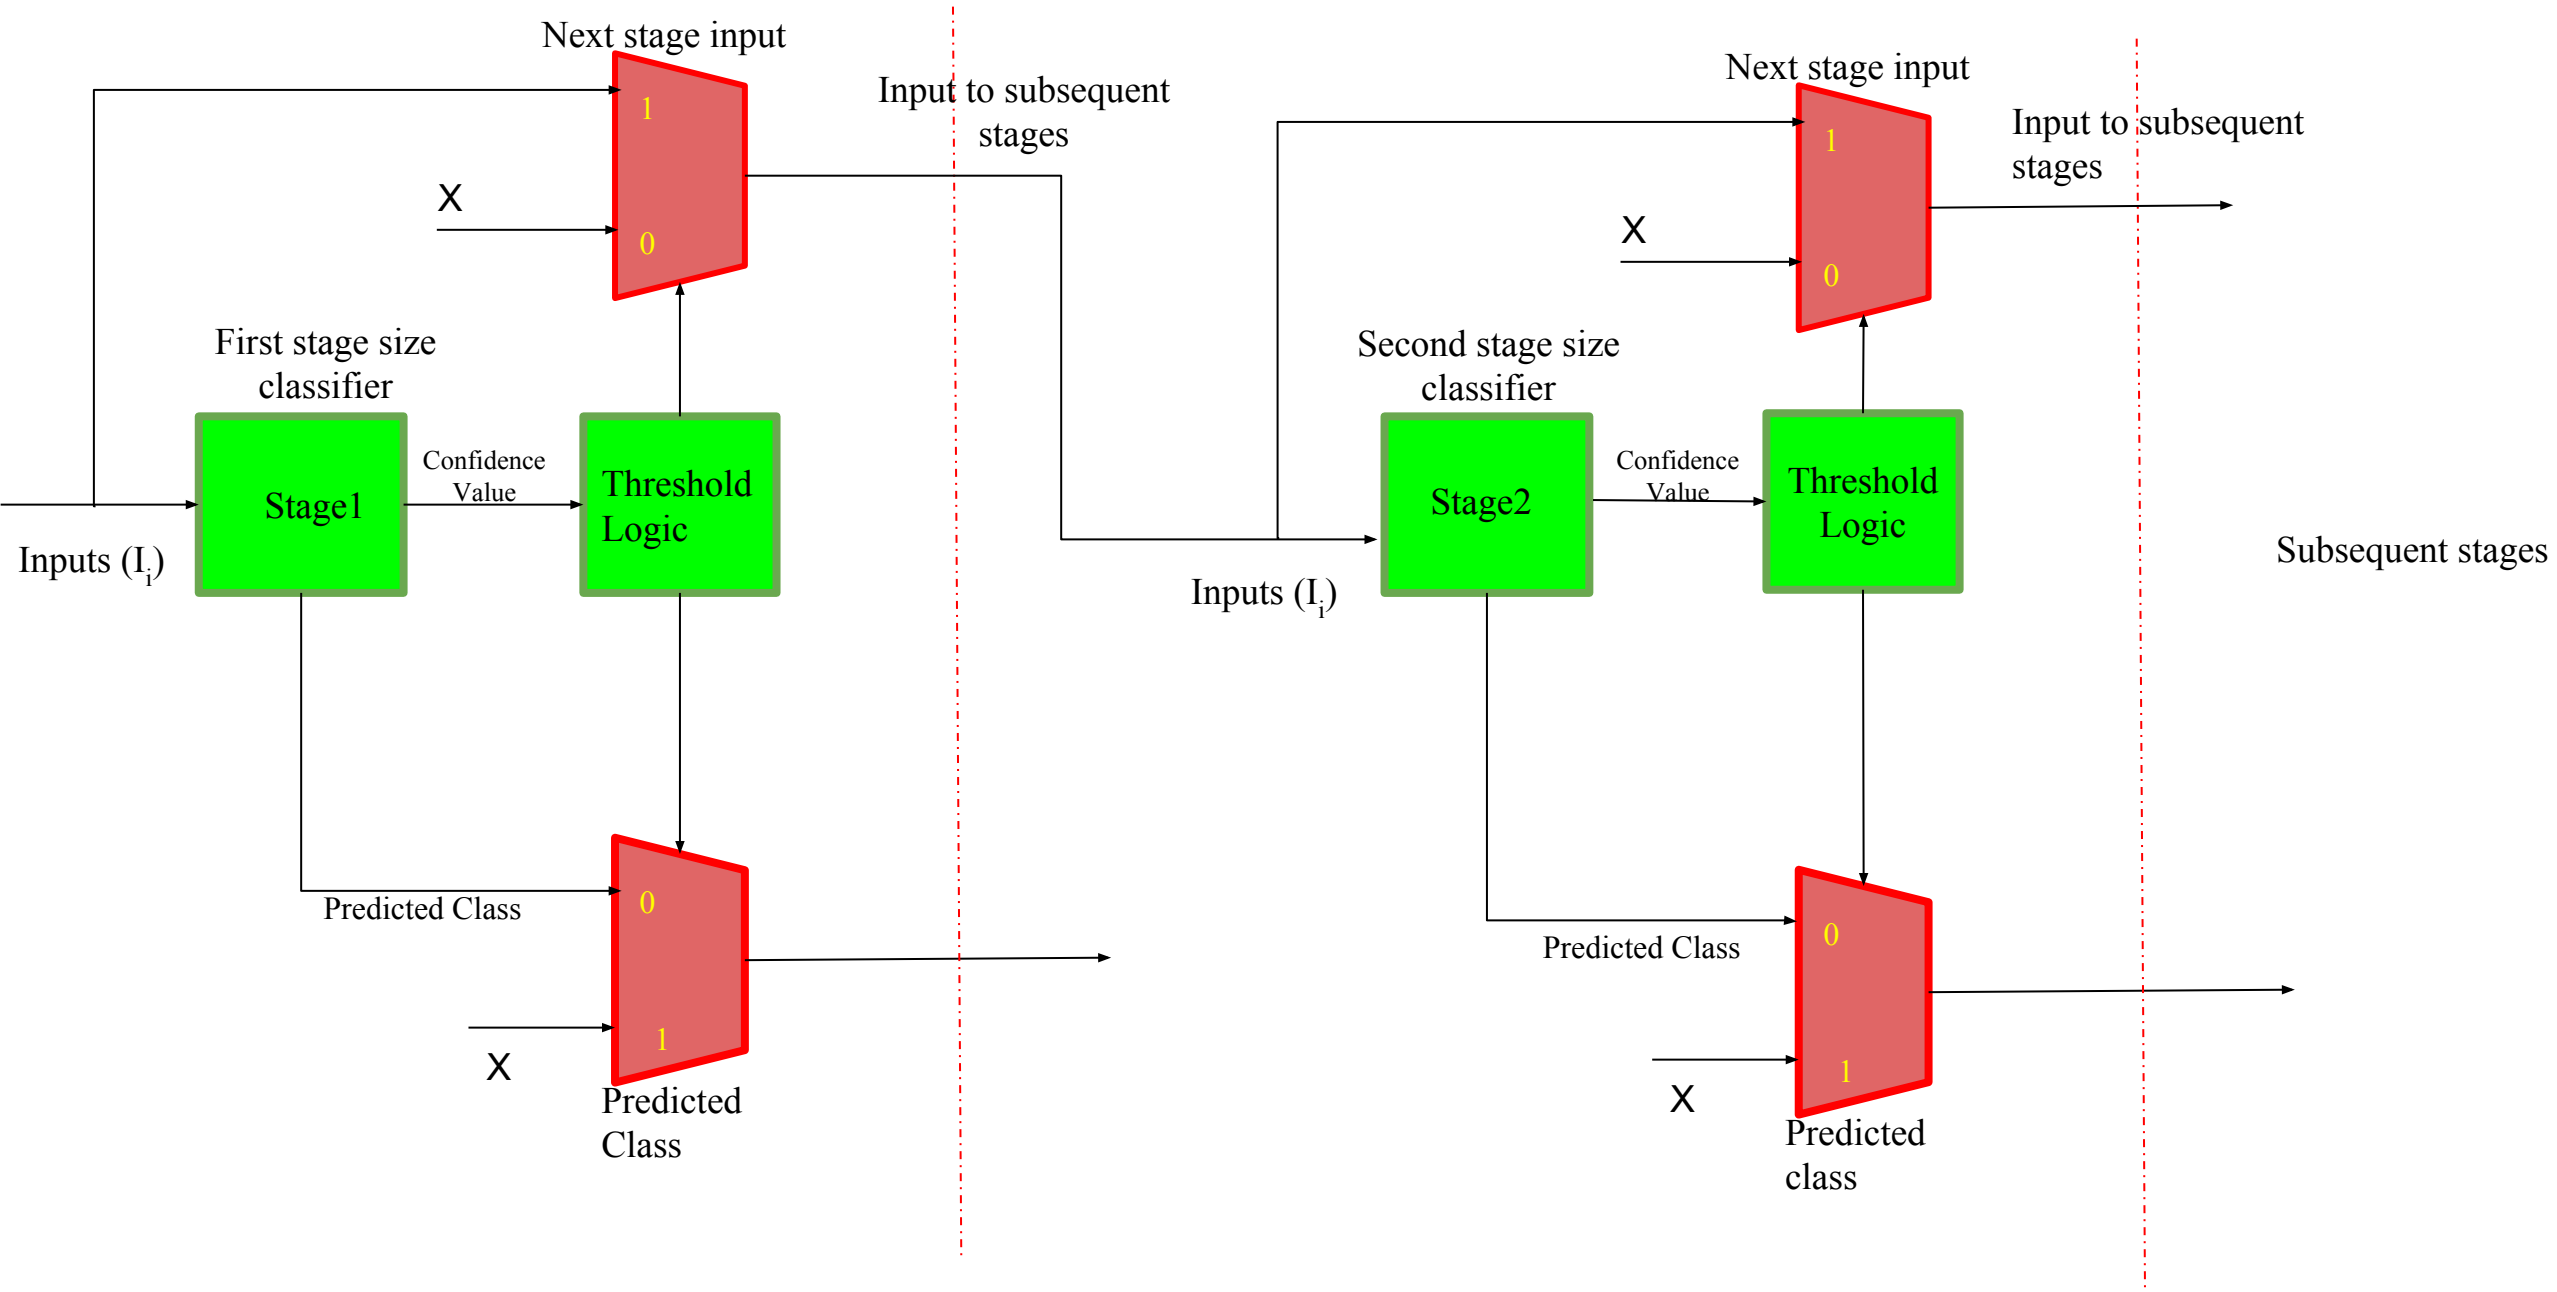 Next stage input
1
X
0
Input to subsequent
stages
First stage size
classifier
Stage1
Confidence
Value
Threshold
Logic
Inputs (Ii)
Predicted Class
0
1
X
Predicted
Class
Next stage input
1
X
0
Input to subsequent
stages
Second stage size
classifier
Stage2
Confidence
Value
Threshold
Logic
Inputs (Ii)
Predicted Class
0
1
X
Predicted
class
Subsequent stages